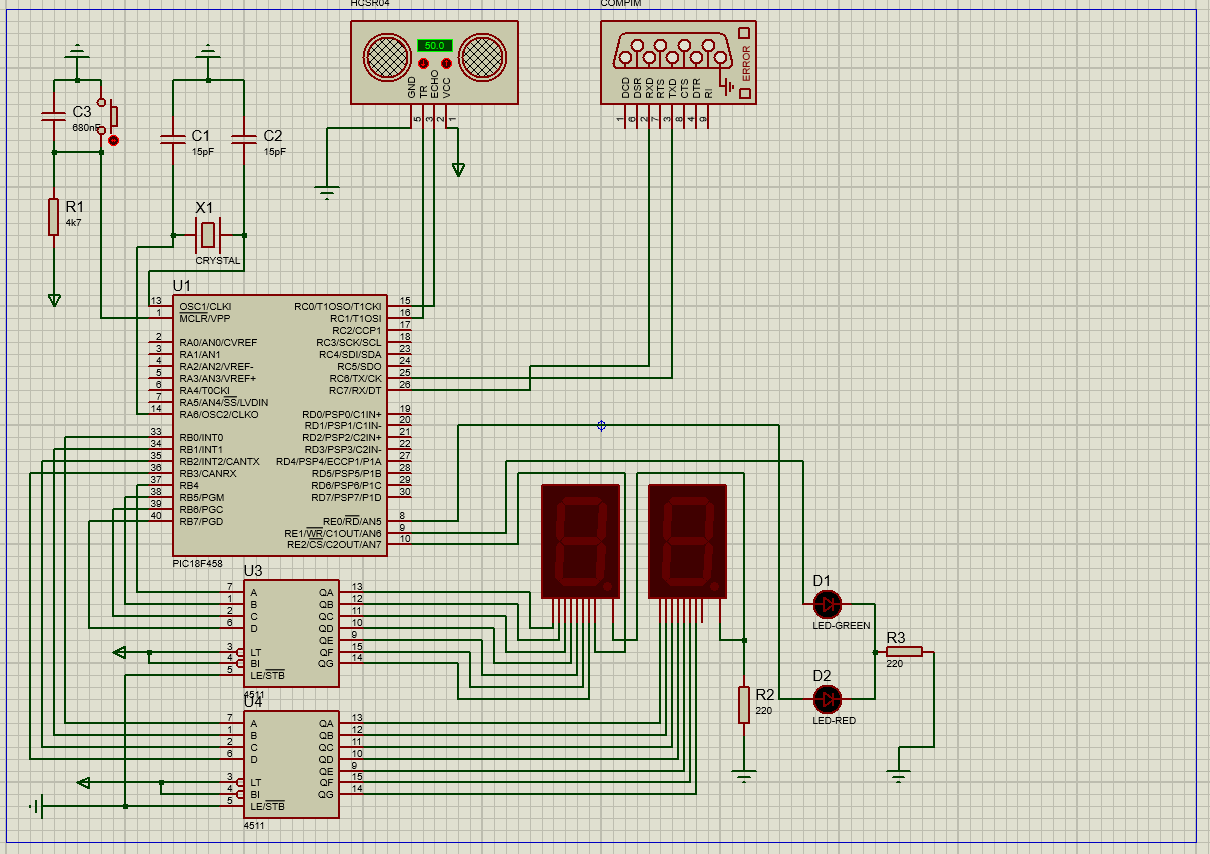 HCSR04
COMPIM
50.0
ERROR
GND
TR
ECHO
VCC
5
3
2
1
DCD
DSR
RXD
RTS
TXD
CTS
DTR
RI
1
6
2
7
3
8
4
9
C3
680nF
C1
15pF
C2
15pF
R1
4k7
X1
CRYSTAL
U1
13 OSC1/CLKI RC0/T1OSO/T1CKI 15
1 MCLR/VPP RC1/T1OSI 16
RC2/CCP1 17
2 RA0/AN0/CVREF RC3/SCK/SCL 18
3 RA1/AN1 RC4/SDI/SDA 23
4 RA2/AN2/VREF- RC5/SDO 24
5 RA3/AN3/VREF+ RC6/TX/CK 25
6 RA4/T0CKI RC7/RX/DT 26
7 RA5/AN4/SS/LVDIN
14 RA6/OSC2/CLKO RD0/PSP0/C1IN+ 19
RD1/PSP1/C1IN- 20
33 RB0/INT0 RD2/PSP2/C2IN+ 21
34 RB1/INT1 RD3/PSP3/C2IN- 22
35 RB2/INT2/CANTX RD4/PSP4/ECCP1/P1A 27
36 RB3/CANRX RD5/PSP5/P1B 28
37 RB4 RD6/PSP6/P1C 29
38 RB5/PGM RD7/PSP7/P1D 30
39 RB6/PGC
40 RB7/PGD RE0/RD/AN5 8
RE1/WR/C1OUT/AN6 9
RE2/CS/C2OUT/AN7 10
PIC18F458
U3
7 A QA 13
1 B QB 12
2 C QC 11
6 D QD 10
QE 9
3 LT QF 15
4 BI QG 14
5 LE/STB
4511
U4
7 A QA 13
1 B QB 12
2 C QC 11
6 D QD 10
QE 9
3 LT QF 15
4 BI QG 14
5 LE/STB
4511
D1
LED-GREEN
R3
220
D2
LED-RED
R2
220